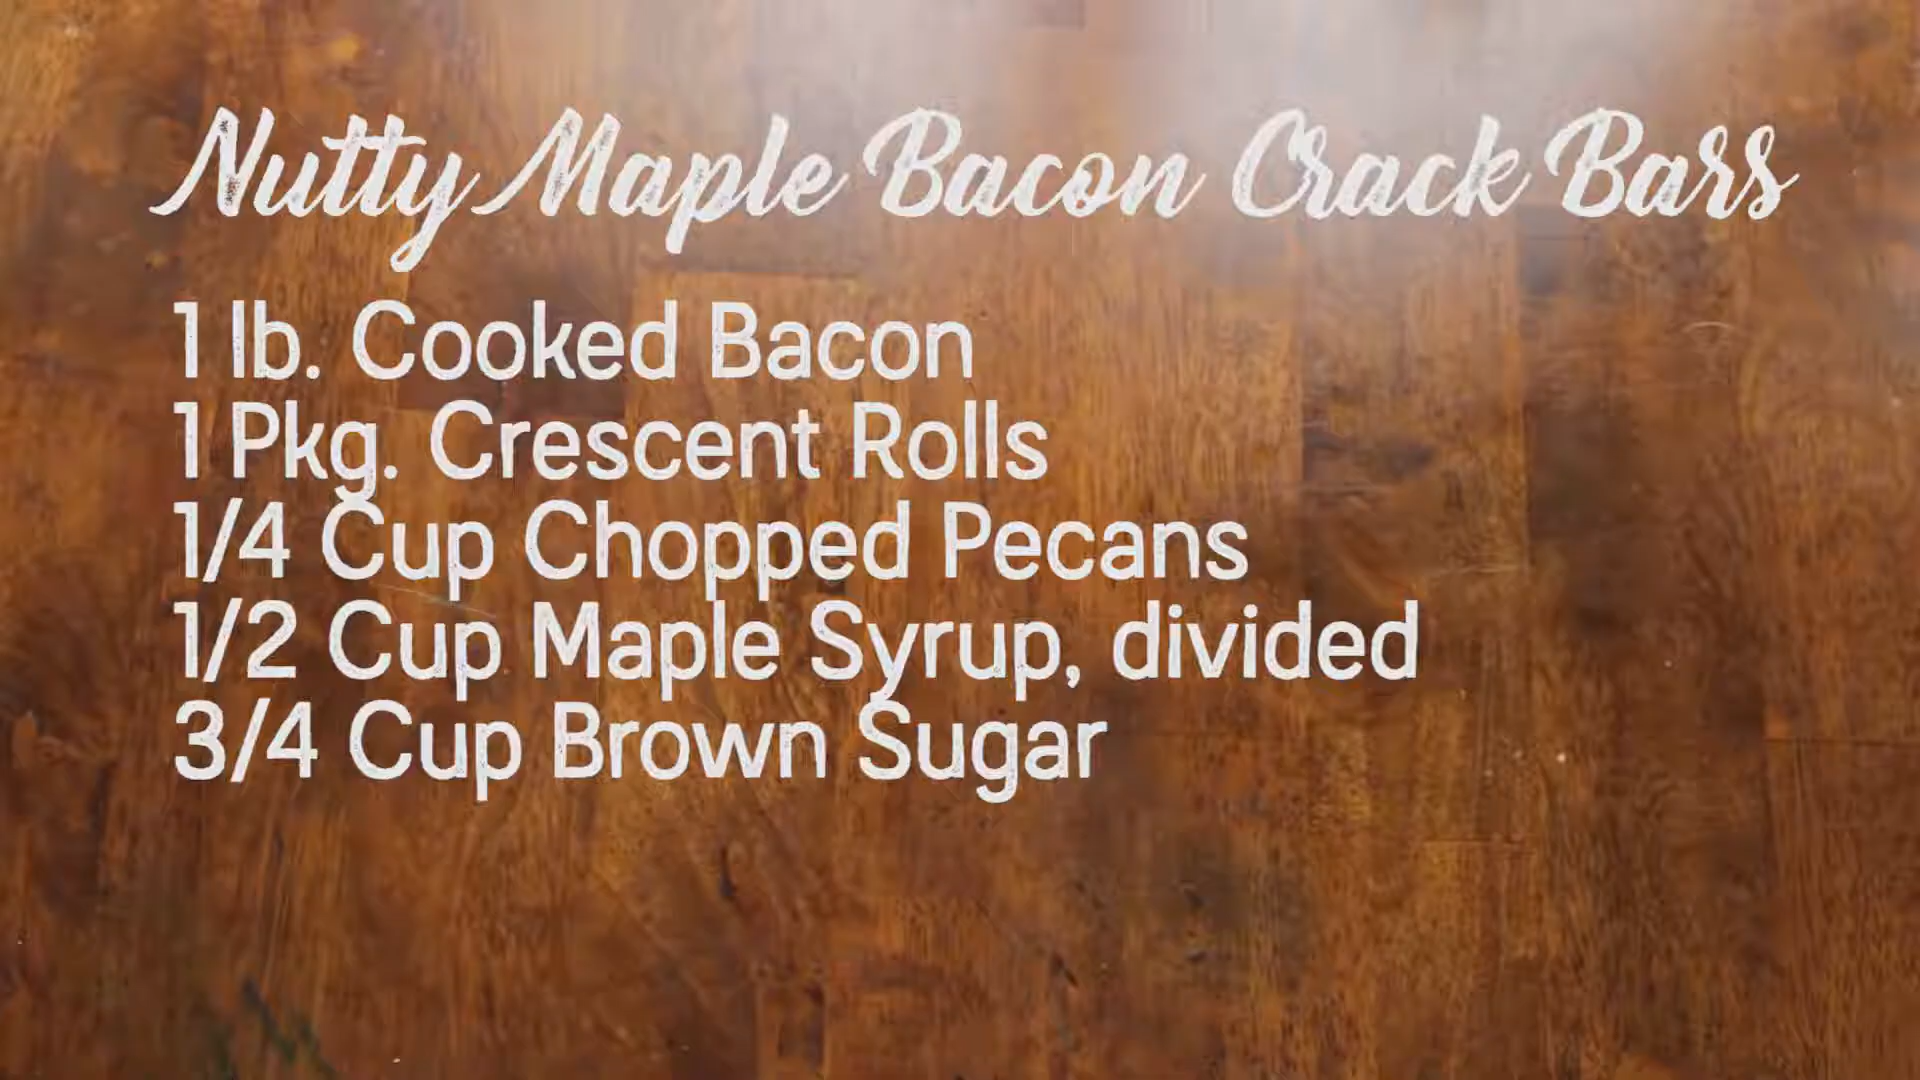 Nutty Maple Bacon Crack Bars
1 lb. Cooked Bacon
1 Pkg. Crescent Rolls
1/4 Cup Chopped Pecans
1/2 Cup Maple Syrup, divided
3/4 Cup Brown Sugar